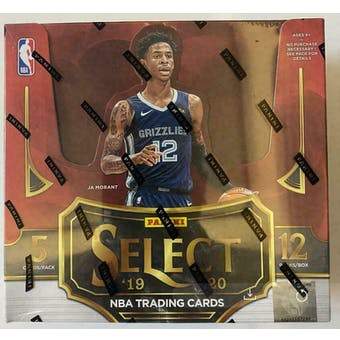 AGES 9+
NO PURCHASE
NECESSARY
SEE PACK FOR
DETAILS
NBA
GRIZZLIES
12
JA MORANT
PANINI
5
CARDS/PACK
SELECT
'19 20
12
PACKS/BOX
NBA TRADING CARDS